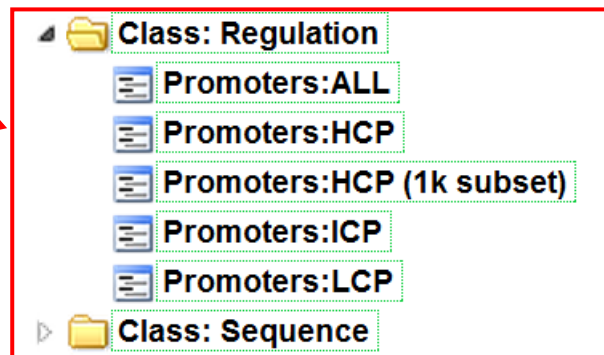 Class: Regulation
Promoters:ALL
Promoters:HCP
Promoters:HCP (1k subset)
Promoters:ICP
Promoters:LCP
Class: Sequence